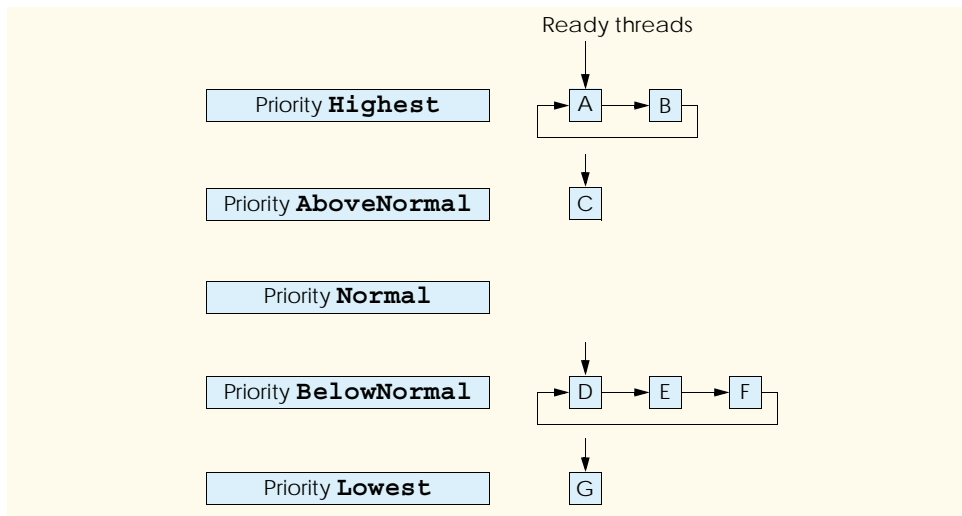 Ready threads
Priority Highest
A
B
Priority AboveNormal
C
Priority Normal
Priority BelowNormal
D
E
F
Priority Lowest
G